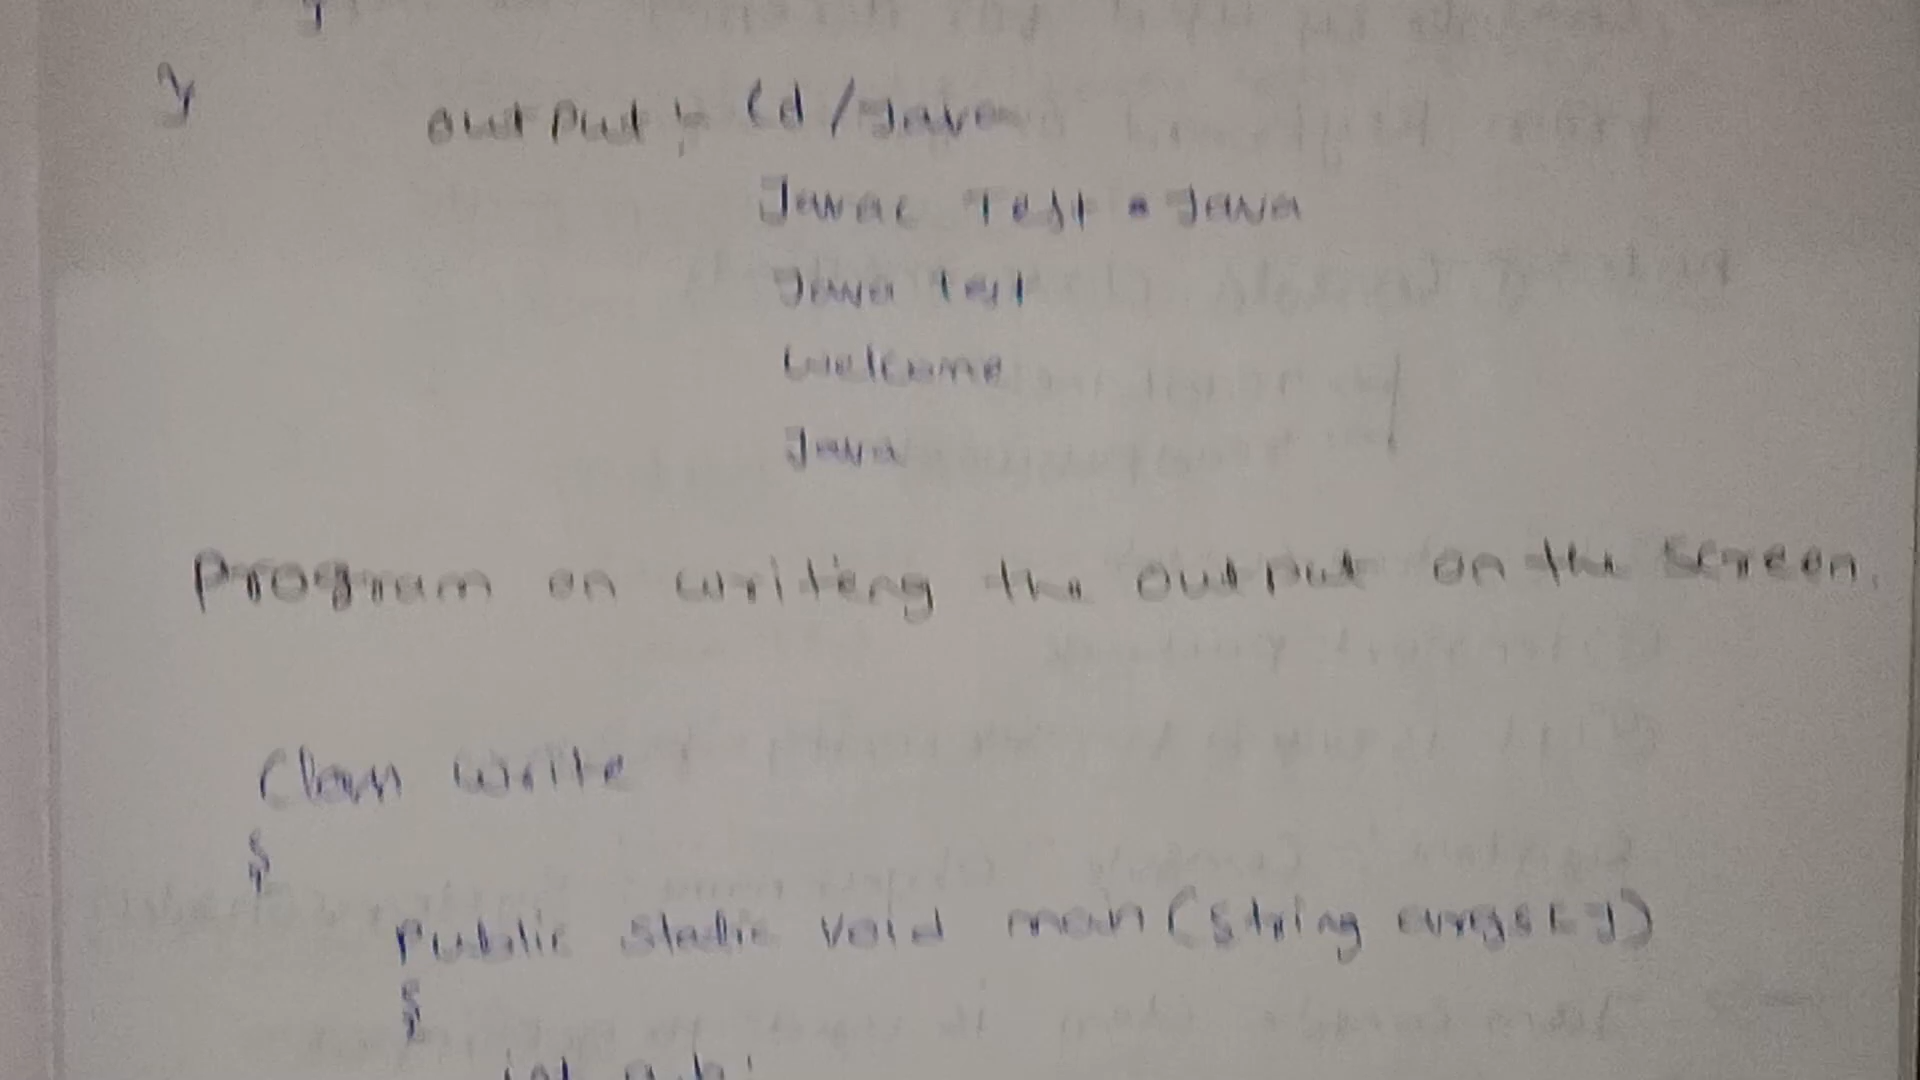 }
}
output :- Cd /Java
Javac Test . Java
Java test
Welcome
Java
Program on writing the output on the screen.
Class write
{
Public static void main (String args [])
{
int